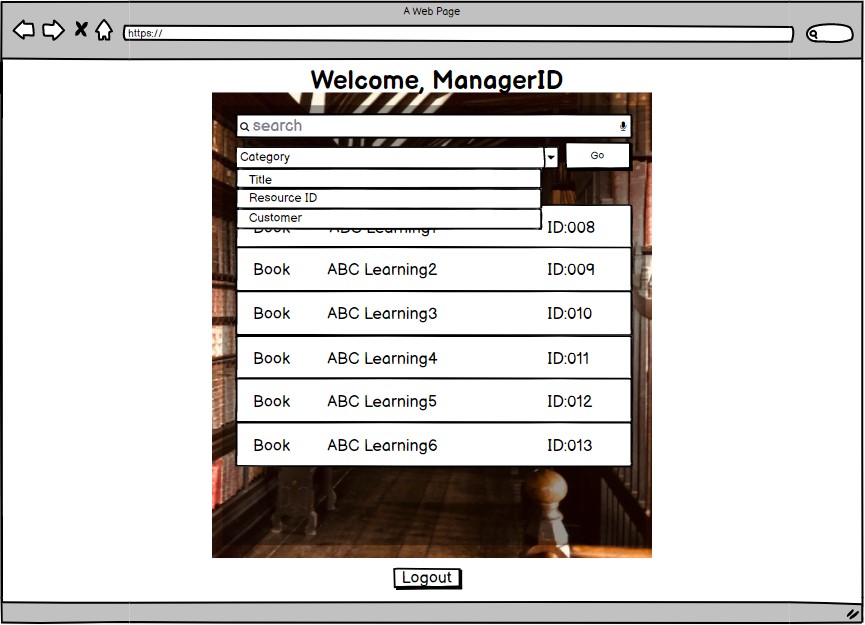 A Web Page
https://
Welcome, ManagerID
search
Category
Go
Title
Resource ID
Customer
Book ABC Learning1 ID:008
Book ABC Learning2 ID:009
Book ABC Learning3 ID:010
Book ABC Learning4 ID:011
Book ABC Learning5 ID:012
Book ABC Learning6 ID:013
Logout